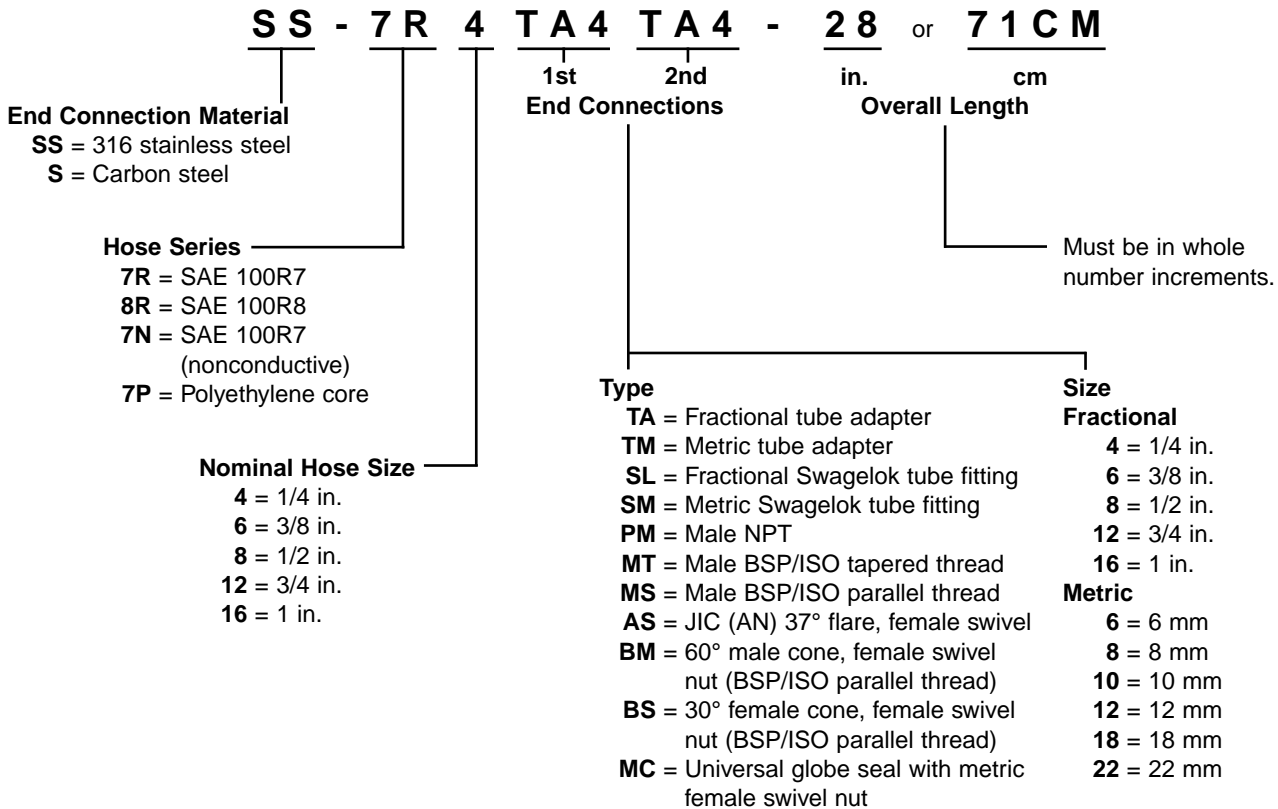 SS - 7R 4 TA4 TA4 - 28 or 71CM
1st 2nd in. cm
End Connections Overall Length
End Connection Material
SS = 316 stainless steel
S = Carbon steel
Hose Series
7R = SAE 100R7
8R = SAE 100R8
7N = SAE 100R7
(nonconductive)
7P = Polyethylene core
Nominal Hose Size
4 = 1/4 in.
6 = 3/8 in.
8 = 1/2 in.
12 = 3/4 in.
16 = 1 in.
Must be in whole
number increments.
Type
TA = Fractional tube adapter
TM = Metric tube adapter
SL = Fractional Swagelok tube fitting
SM = Metric Swagelok tube fitting
PM = Male NPT
MT = Male BSP/ISO tapered thread
MS = Male BSP/ISO parallel thread
AS = JIC (AN) 37° flare, female swivel
BM = 60° male cone, female swivel
nut (BSP/ISO parallel thread)
BS = 30° female cone, female swivel
nut (BSP/ISO parallel thread)
MC = Universal globe seal with metric
female swivel nut
Size
Fractional
4 = 1/4 in.
6 = 3/8 in.
8 = 1/2 in.
12 = 3/4 in.
16 = 1 in.
Metric
6 = 6 mm
8 = 8 mm
10 = 10 mm
12 = 12 mm
18 = 18 mm
22 = 22 mm